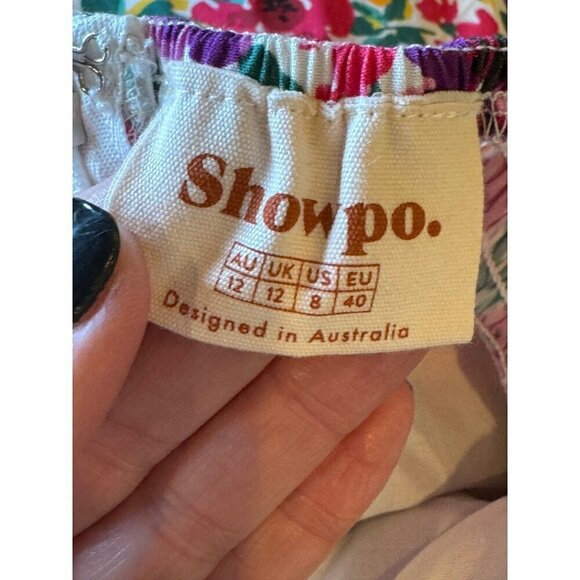 Showpo.
AU UK US EU
12 12 8 40
Designed in Australia